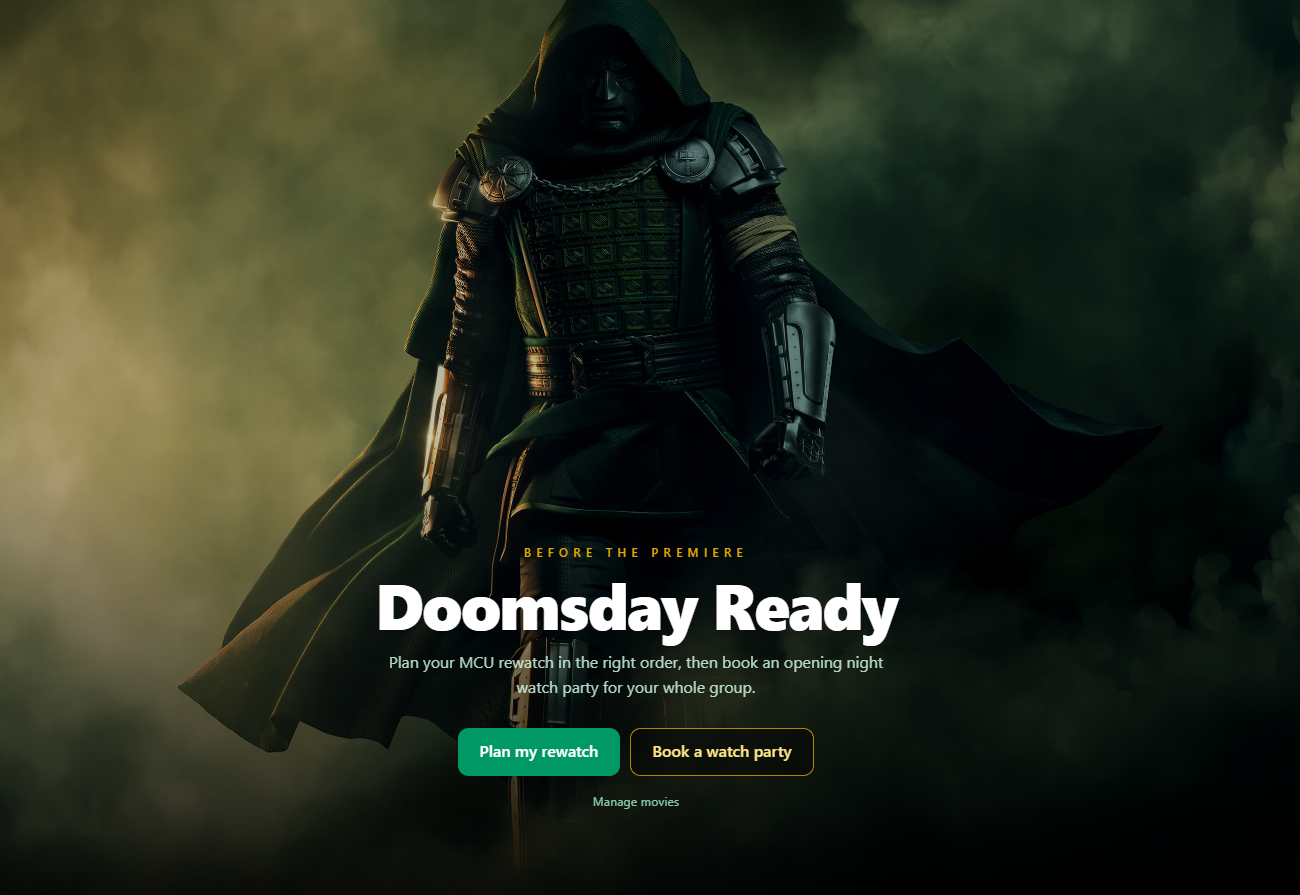 BEFORE THE PREMIERE
Doomsday Ready
Plan your MCU rewatch in the right order, then book an opening night
watch party for your whole group.
Plan my rewatch
Book a watch party
Manage movies